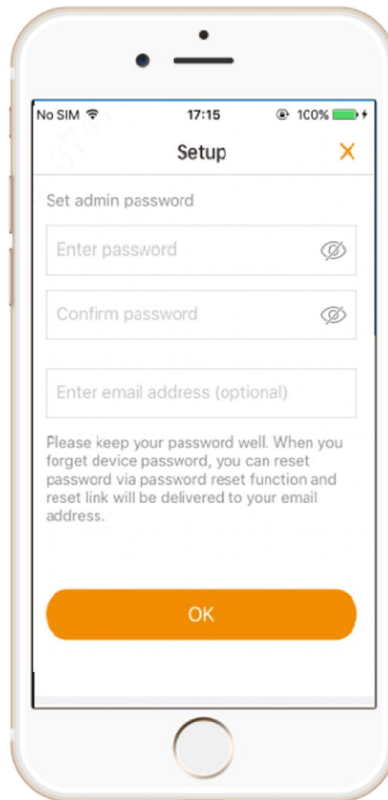 No SIM 17:15 100%
Setup
Set admin password
Enter password
Confirm password
Enter email address (optional)
Please keep your password well. When you
forget device password, you can reset
password via password reset function and
reset link will be delivered to your email
address.
OK